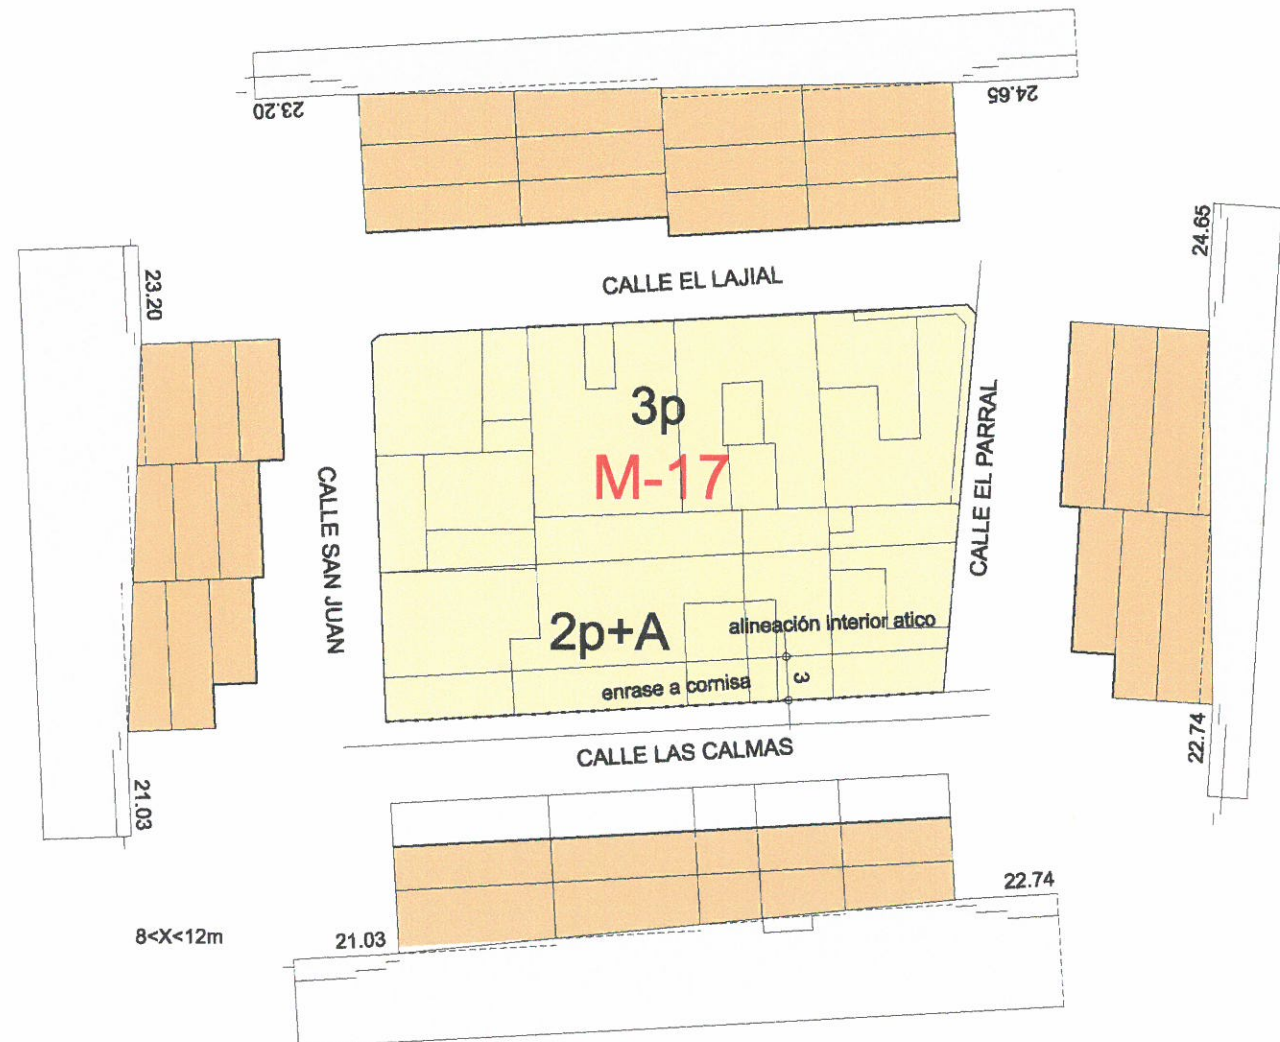 23.20
24.65
24.65
23.20
CALLE EL LAJIAL
3p
M-17
CALLE EL PARRAL
CALLE SAN JUAN
2p+A
alineación interior atico
enrase a cornisa
3
22.74
CALLE LAS CALMAS
21.03
22.74
21.03
8<X<12m